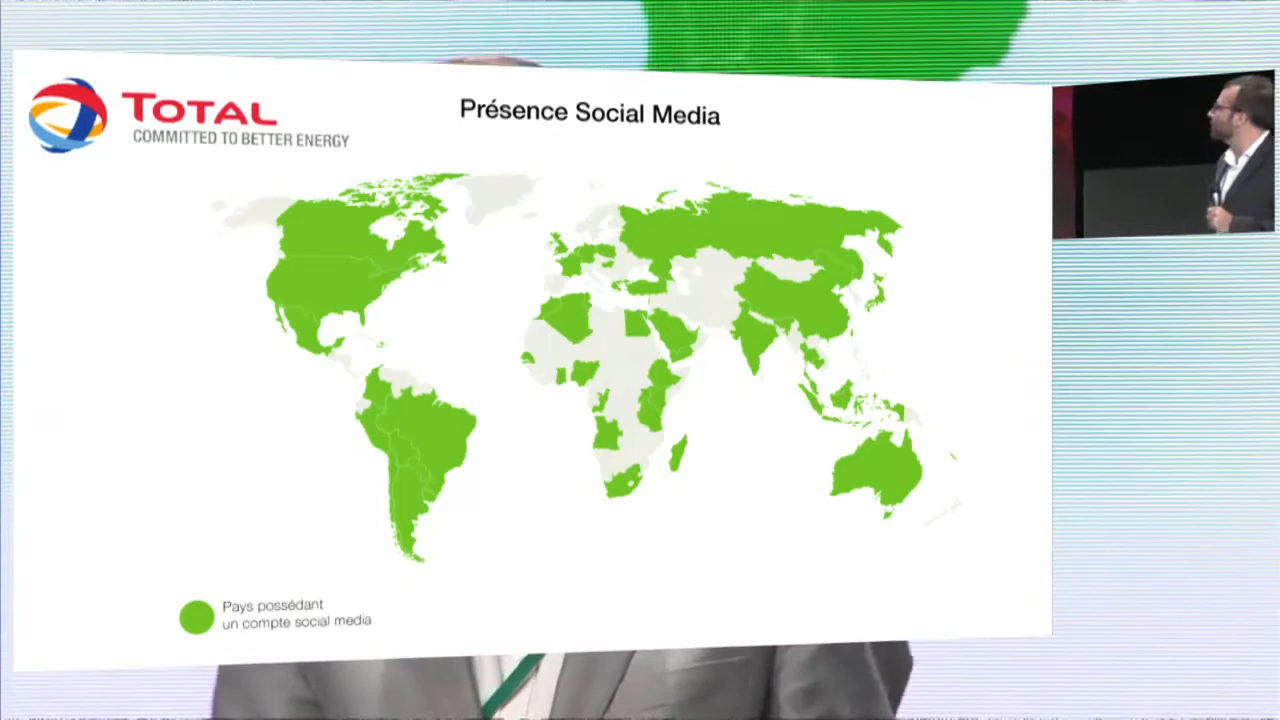 TOTAL
COMMITTED TO BETTER ENERGY
Présence Social Media
Pays possédant
un compte social media